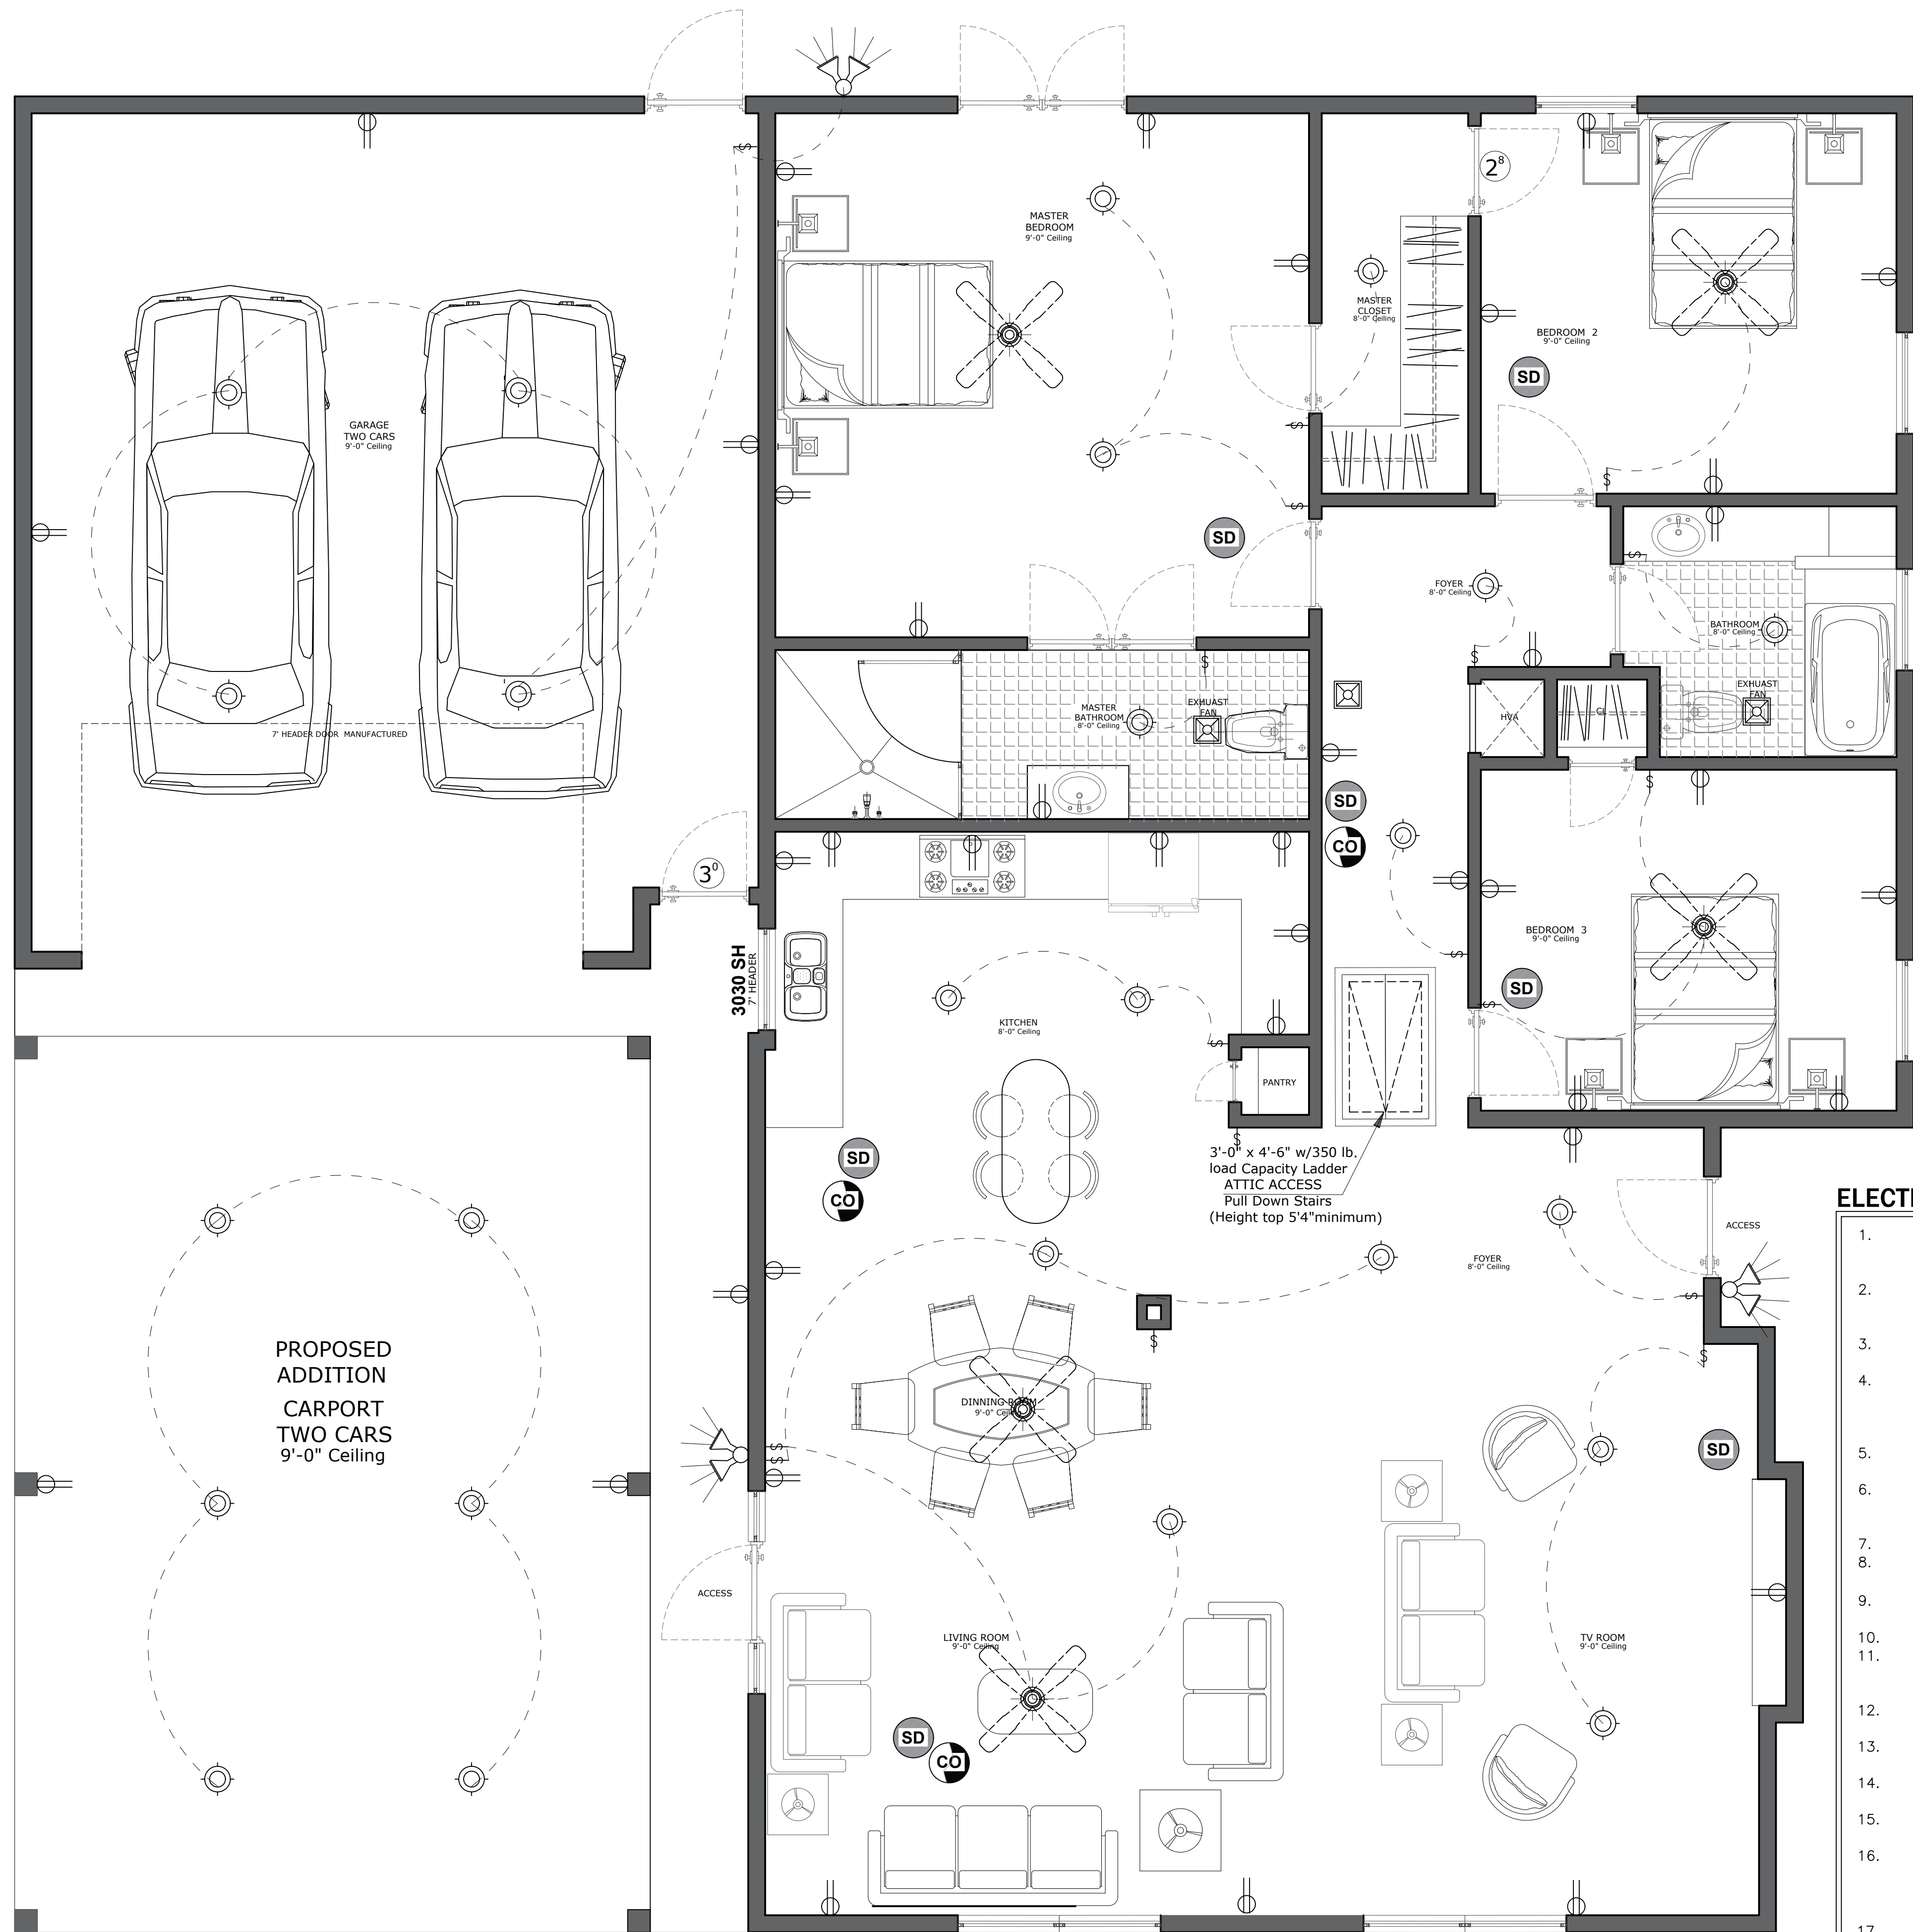 MASTER
BEDROOM
9'-0" Ceiling
2⁸
MASTER
CLOSET
8'-0" Ceiling
BEDROOM 2
9'-0" Ceiling
SD
GARAGE
TWO CARS
9'-0" Ceiling
S
S
S
S
SD
S
FOYER
8'-0" Ceiling
BATHROOM
8'-0" Ceiling
S
S
EXHUAST
FAN
MASTER
BATHROOM
8'-0" Ceiling
EXHUAST
FAN
HVA
CL
7' HEADER DOOR MANUFACTURED
S
SD
CO
3⁰
BEDROOM 3
9'-0" Ceiling
S
3030 SH
7' HEADER
SD
S
KITCHEN
8'-0" Ceiling
S
PANTRY
S
3'-0" x 4'-6" w/350 lb.
load Capacity Ladder
ATTIC ACCESS
Pull Down Stairs
(Height top 5'4"minimum)
SD
CO
ELECT
ACCESS
FOYER
8'-0" Ceiling
S
S
S
PROPOSED
ADDITION
CARPORT
TWO CARS
9'-0" Ceiling
DINNING ROOM
9'-0" Ceiling
S
S
SD
ACCESS
LIVING ROOM
9'-0" Ceiling
TV ROOM
9'-0" Ceiling
SD
CO
1.
2.
3.
4.
5.
6.
7.
8.
9.
10.
11.
12.
13.
14.
15.
16.
17.